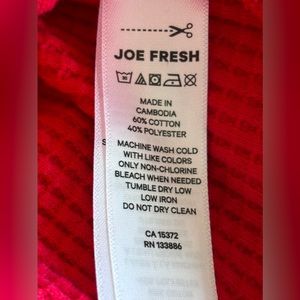 JOE FRESH
MADE IN
CAMBODIA
60% COTTON
40% POLYESTER
S
MACHINE WASH COLD
WITH LIKE COLORS
ONLY NON-CHLORINE
BLEACH WHEN NEEDED
TUMBLE DRY LOW
LOW IRON
DO NOT DRY CLEAN
CA 15372
RN 133886